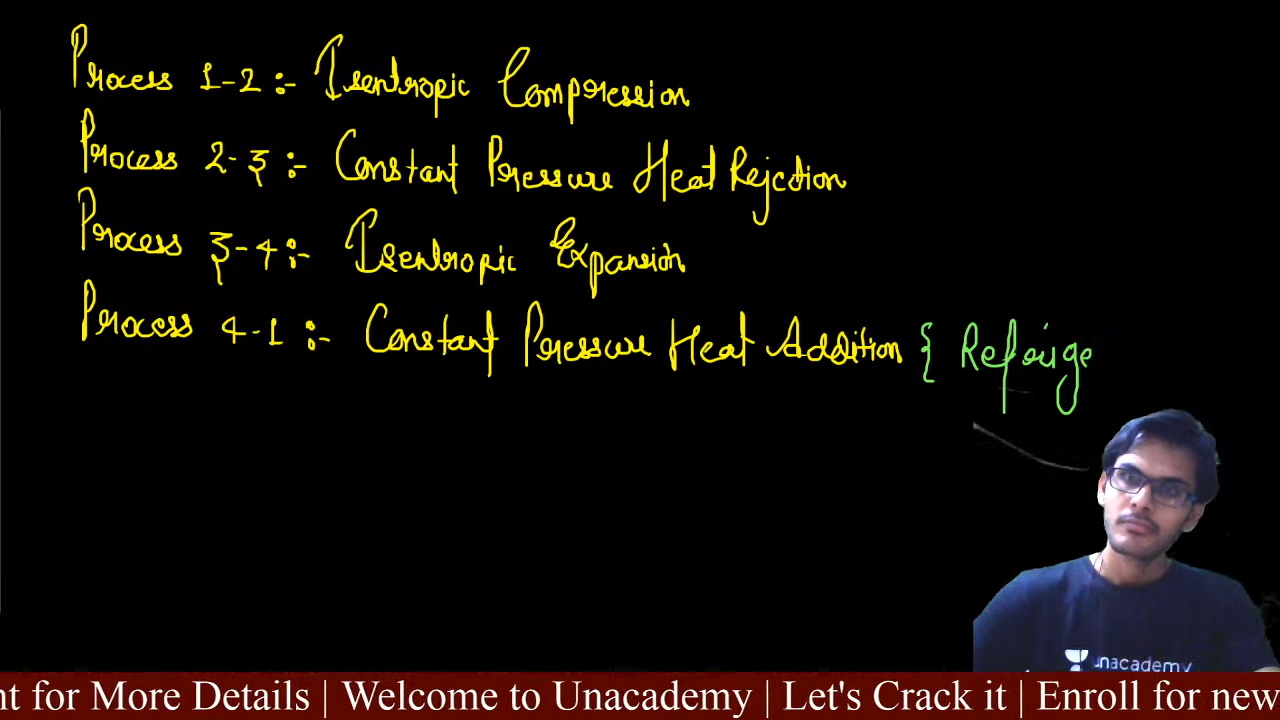 Process 1-2 :- Isentropic Compression
Process 2-3 :- Constant Pressure Heat Rejction
Process 3-4 :- Isentropic Expansion
Process 4-1 :- Constant Pressure Heat Addition { Refrige
unacademy
nt for More Details | Welcome to Unacademy | Let's Crack it | Enroll for new